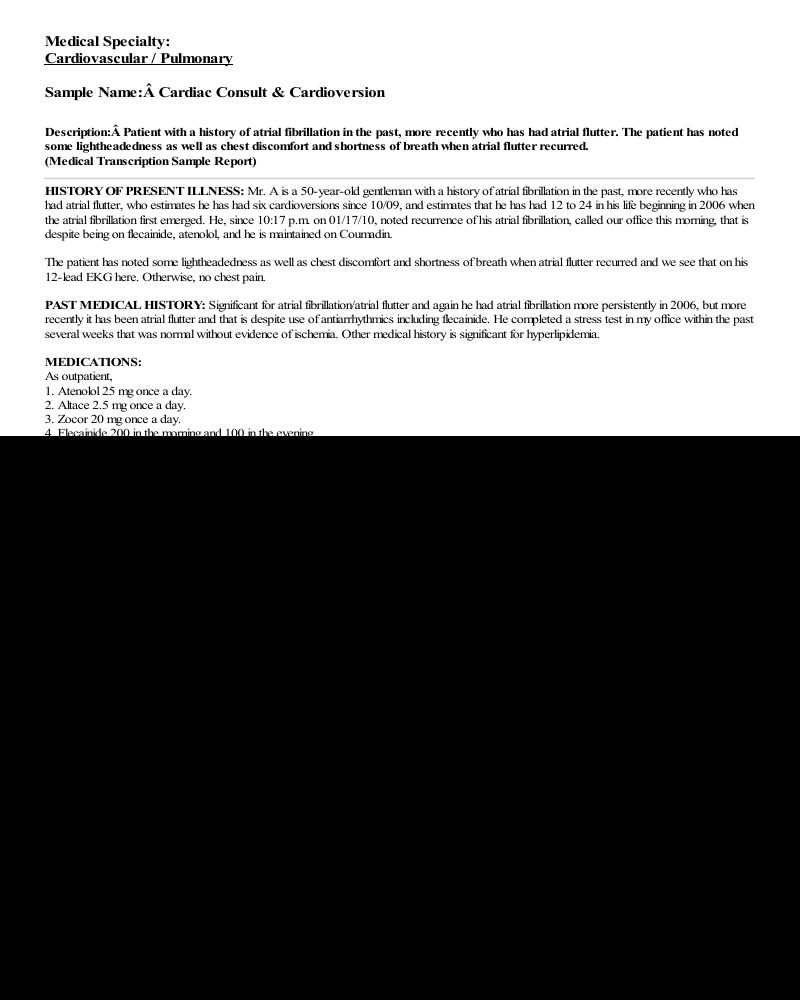 Medical Specialty:
Cardiovascular / Pulmonary
Sample Name:Â Cardiac Consult & Cardioversion
Description:Â Patient with a history of atrial fibrillation in the past, more recently who has had atrial flutter. The patient has noted
some lightheadedness as well as chest discomfort and shortness of breath when atrial flutter recurred.
(Medical Transcription Sample Report)
HISTORY OF PRESENT ILLNESS: Mr. A is a 50-year-old gentleman with a history of atrial fibrillation in the past, more recently who has
had atrial flutter, who estimates he has had six cardioversions since 10/09, and estimates that he has had 12 to 24 in his life beginning in 2006 when
the atrial fibrillation first emerged. He, since 10:17 p.m. on 01/17/10, noted recurrence of his atrial fibrillation, called our office this morning, that is
despite being on flecainide, atenolol, and he is maintained on Coumadin.
The patient has noted some lightheadedness as well as chest discomfort and shortness of breath when atrial flutter recurred and we see that on his
12-lead EKG here. Otherwise, no chest pain.
PAST MEDICAL HISTORY: Significant for atrial fibrillation/atrial flutter and again he had atrial fibrillation more persistently in 2006, but more
recently it has been atrial flutter and that is despite use of antiarrhythmics including flecainide. He completed a stress test in my office within the past
several weeks that was normal without evidence of ischemia. Other medical history is significant for hyperlipidemia.
MEDICATIONS:
As outpatient,
1. Atenolol 25 mg once a day.
2. Altace 2.5 mg once a day.
3. Zocor 20 mg once a day.
4. Flecainide 200 in the morning and 100 in the evening